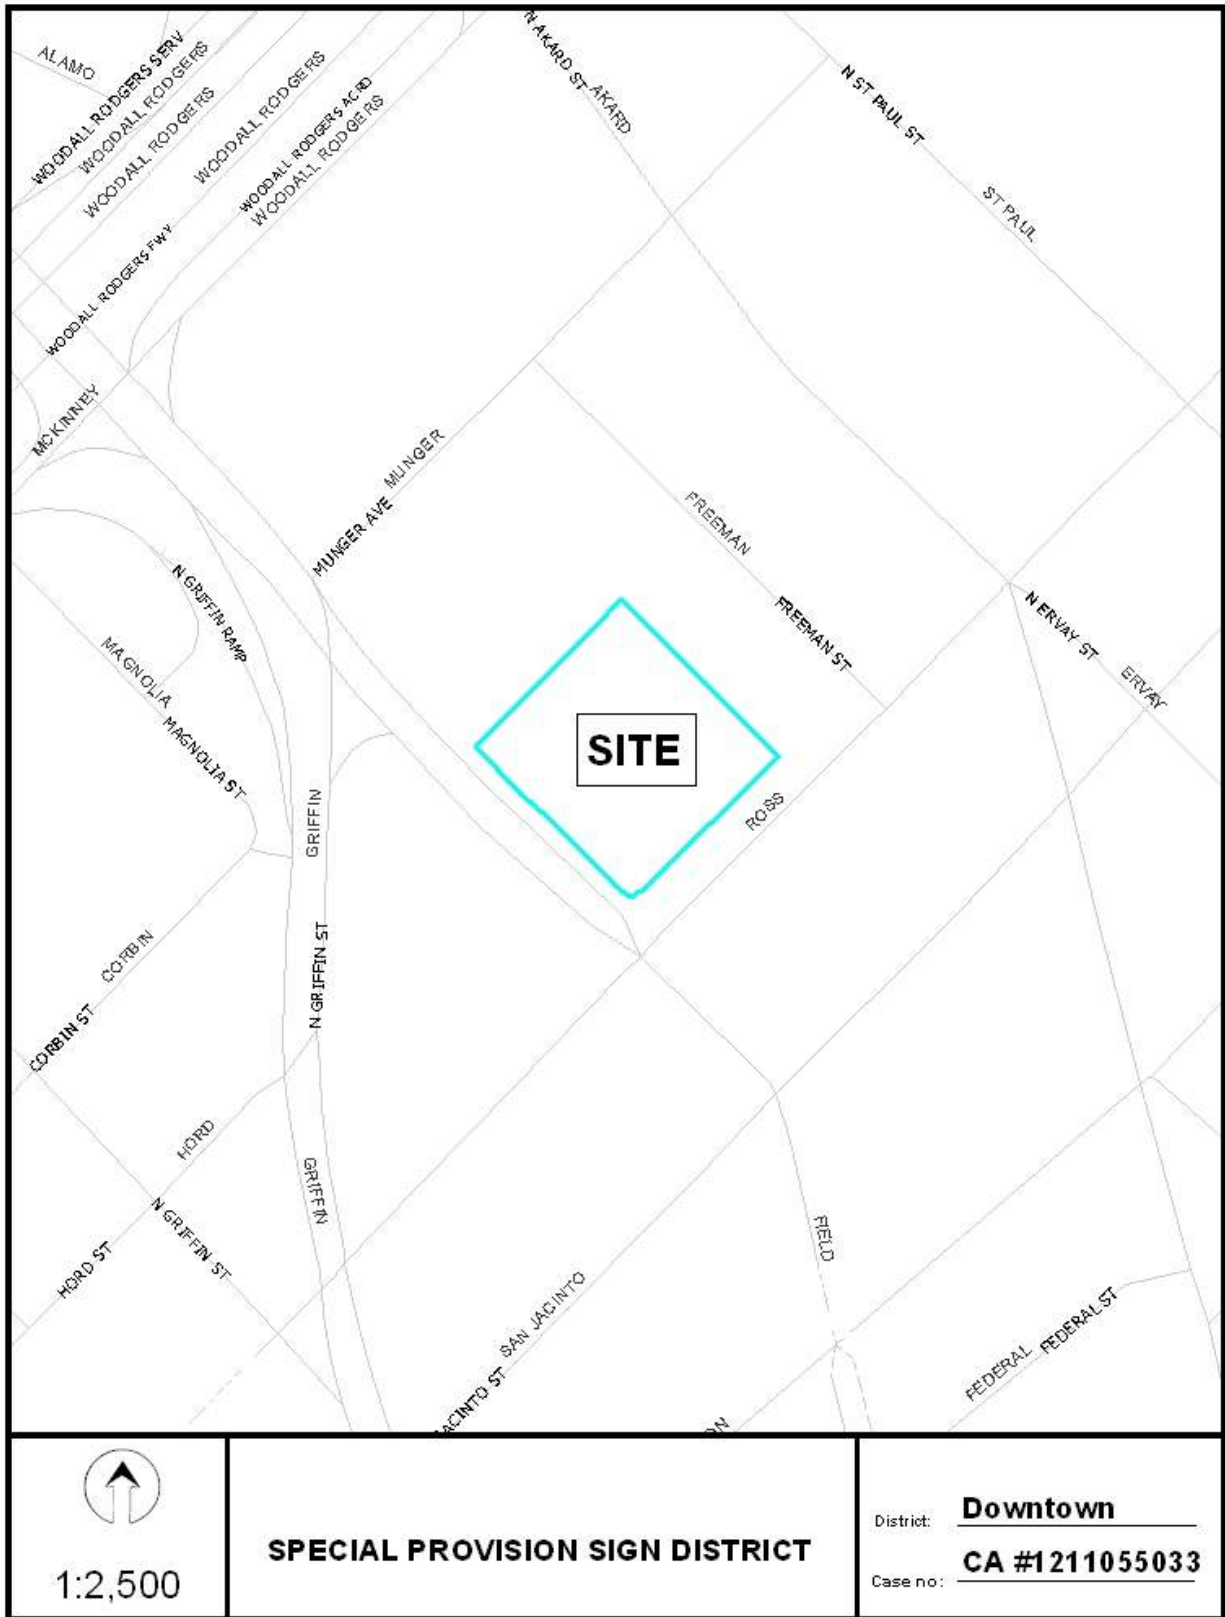 ALAMO
WOODALL RODGERS SERV
WOODALL RODGERS
WOODALL RODGERS
WOODALL RODGERS
WOODALL RODGERS ACRD
WOODALL RODGERS
WOODALL RODGERS FWY
N AKARD ST
AKARD
N ST PAUL ST
ST PAUL
MCKINNEY
MUNGER
MUNGER AVE
FREEMAN
FREEMAN ST
N GRIFFIN RAMP
N ERVAY ST
ERVAY
MAGNOLIA
MAGNOLIA ST
SITE
ROSS
GRIFFIN
CORBIN
CORBIN ST
N GRIFFIN ST
HORD
HORD ST
GRIFFIN
N GRIFFIN ST
FIELD
SAN JACINTO
ACINTO ST
ON
FEDERAL
FEDERAL ST
1:2,500
SPECIAL PROVISION SIGN DISTRICT
District: Downtown
Case no: CA #1211055033